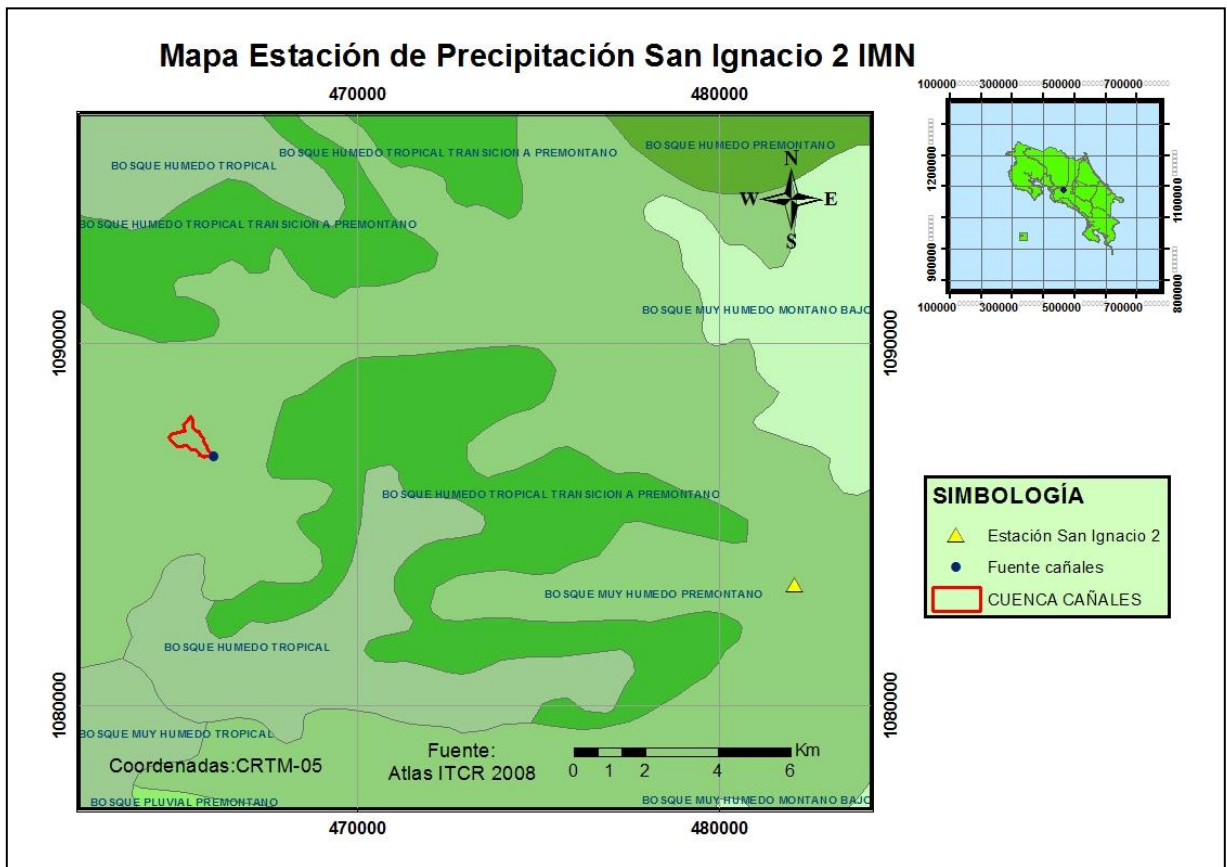 Mapa Estación de Precipitación San Ignacio 2 IMN
470000 480000
BOSQUE HUMEDO TROPICAL
BOSQUE HUMEDO TROPICAL TRANSICION A PREMONTANO
BOSQUE HUMEDO PREMONTANO
N
W E
S
BOSQUE HUMEDO TROPICAL TRANSICION A PREMONTANO
BOSQUE MUY HUMEDO MONTANO BAJO
1090000 1090000
BOSQUE HUMEDO TROPICAL TRANSICION A PREMONTANO
BOSQUE MUY HUMEDO PREMONTANO
BOSQUE HUMEDO TROPICAL
1080000 1080000
BOSQUE MUY HUMEDO TROPICAL
Coordenadas:CRTM-05
Fuente:
Atlas ITCR 2008
Km
0 1 2 4 6
BOSQUE PLUVIAL PREMONTANO
BOSQUE MUY HUMEDO MONTANO BAJO
470000 480000
100000 300000 500000 700000
1200000
900000
1100000
800000
100000 300000 500000 700000
SIMBOLOGÍA
Estación San Ignacio 2
Fuente cañales
CUENCA CAÑALES